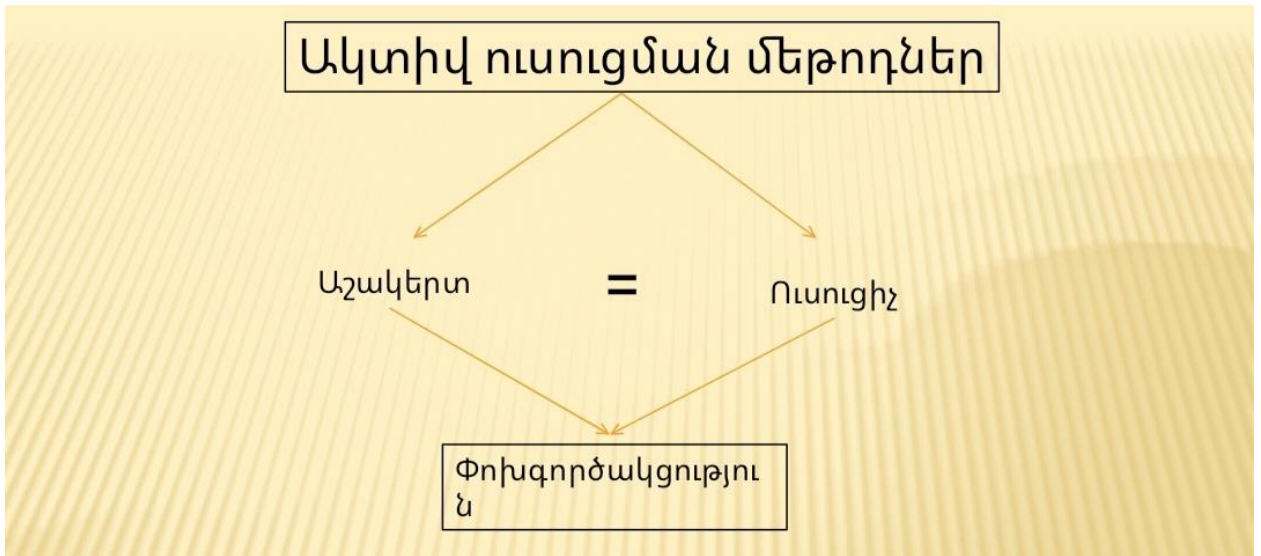 Ակտիվ ուսուցման մեթոդներ
Աշակերտ = Ուսուցիչ
Փոխգործակցությու
ն